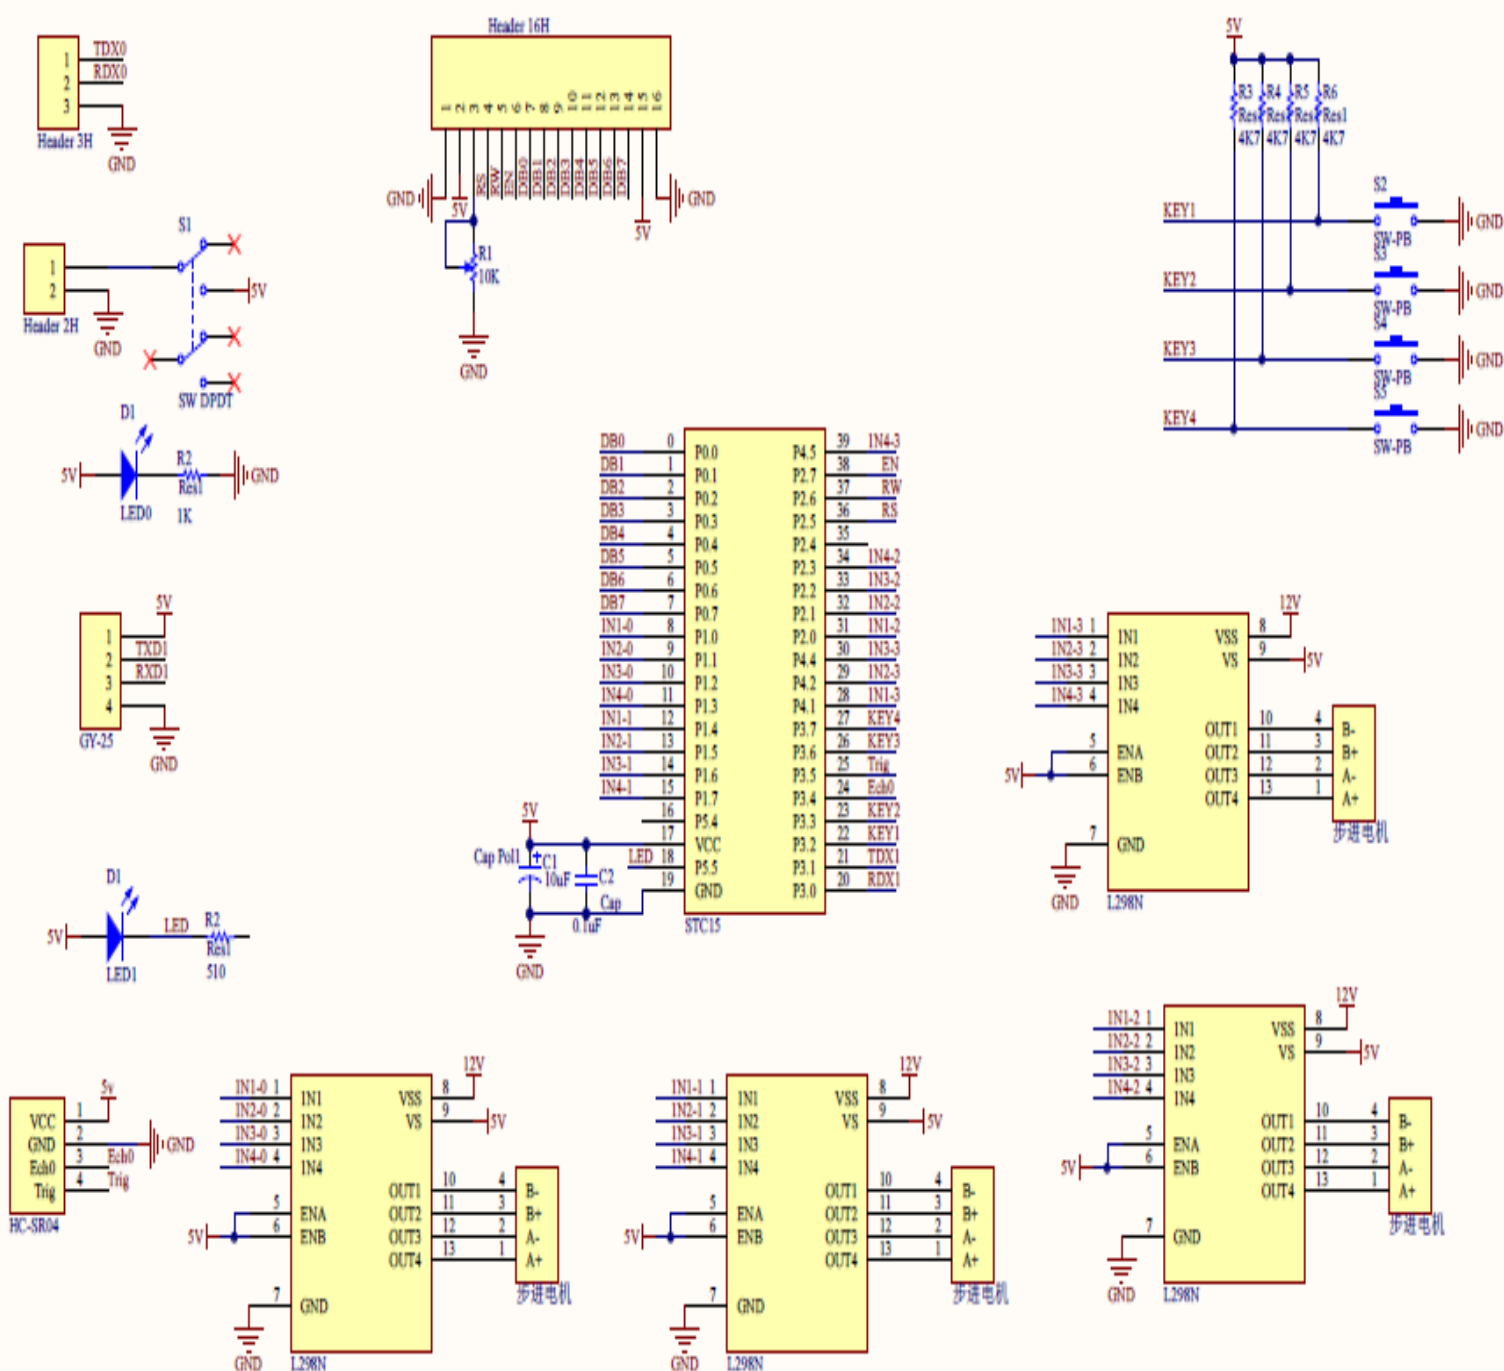 Header 3H
1 TDX0
2 RDX0
3
GND
Header 16H
1 2 3 4 5 6 7 8 9 10 11 12 13 14 15 16
GND
5V
RS
RW
EN
DB0
DB1
DB2
DB3
DB4
DB5
DB6
DB7
5V
GND
R1
10K
GND
5V
R3
Res1
4K7
R4
Res1
4K7
R5
Res1
4K7
R6
Res1
4K7
KEY1
S2
SW-PB
GND
KEY2
S3
SW-PB
GND
KEY3
S4
SW-PB
GND
KEY4
S5
SW-PB
GND
S1
1
2
Header 2H
GND
5V
SW DPDT
D1
5V
LED0
R2
Res1
1K
GND
5V
1
2 TXD1
3 RXD1
4
GY-25
GND
D1
5V
LED1
LED
R2
Res1
510
DB0 0 P0.0 P4.5 39 IN4-3
DB1 1 P0.1 P2.7 38 EN
DB2 2 P0.2 P2.6 37 RW
DB3 3 P0.3 P2.5 36 RS
DB4 4 P0.4 P2.4 35
DB5 5 P0.5 P2.3 34 IN4-2
DB6 6 P0.6 P2.2 33 IN3-2
DB7 7 P0.7 P2.1 32 IN2-2
IN1-0 8 P1.0 P2.0 31 IN1-2
IN2-0 9 P1.1 P4.4 30 IN3-3
IN3-0 10 P1.2 P4.2 29 IN2-3
IN4-0 11 P1.3 P4.1 28 IN1-3
IN1-1 12 P1.4 P3.7 27 KEY4
IN2-1 13 P1.5 P3.6 26 KEY3
IN3-1 14 P1.6 P3.5 25 Trig
IN4-1 15 P1.7 P3.4 24 Ech0
16 P5.4 P3.3 23 KEY2
17 VCC P3.2 22 KEY1
LED 18 P5.5 P3.1 21 TDX1
19 GND P3.0 20 RDX1
STC15
5V
Cap Pol1
+
C1
10uF
C2
Cap
0.1uF
GND
IN1-3 1 IN1 VSS 8 12V
IN2-3 2 IN2 VS 9 5V
IN3-3 3 IN3
IN4-3 4 IN4
OUT1 10 4 B-
5 ENA OUT2 11 3 B+
5V 6 ENB OUT3 12 2 A-
OUT4 13 1 A+
步进电机
7 GND
GND
L298N
IN1-2 1 IN1 VSS 8 12V
IN2-2 2 IN2 VS 9 5V
IN3-2 3 IN3
IN4-2 4 IN4
OUT1 10 4 B-
5 ENA OUT2 11 3 B+
5V 6 ENB OUT3 12 2 A-
OUT4 13 1 A+
步进电机
7 GND
GND
L298N
5v
VCC 1
GND 2 GND
Ech0 3 Ech0
Trig 4 Trig
HC-SR04
IN1-0 1 IN1 VSS 8 12V
IN2-0 2 IN2 VS 9 5V
IN3-0 3 IN3
IN4-0 4 IN4
OUT1 10 4 B-
5 ENA OUT2 11 3 B+
5V 6 ENB OUT3 12 2 A-
OUT4 13 1 A+
步进电机
7 GND
GND
L298N
IN1-1 1 IN1 VSS 8 12V
IN2-1 2 IN2 VS 9 5V
IN3-1 3 IN3
IN4-1 4 IN4
OUT1 10 4 B-
5 ENA OUT2 11 3 B+
5V 6 ENB OUT3 12 2 A-
OUT4 13 1 A+
步进电机
7 GND
GND
L298N